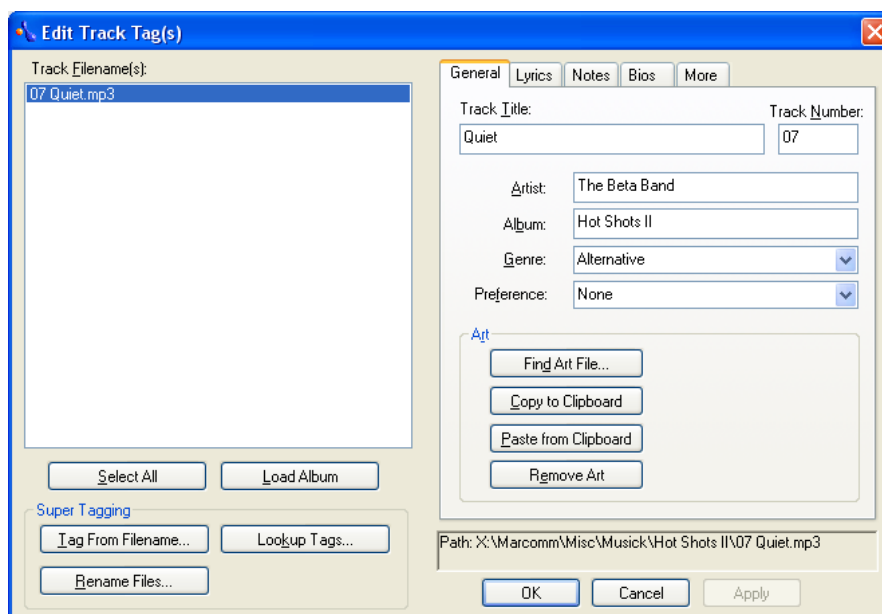 Edit Track Tag(s)
Track Filename(s):
07 Quiet.mp3
Select All
Load Album
Super Tagging
Tag From Filename...
Lookup Tags...
Rename Files...
General Lyrics Notes Bios More
Track Title:
Track Number:
Quiet
07
Artist: The Beta Band
Album: Hot Shots II
Genre: Alternative
Preference: None
Art
Find Art File...
Copy to Clipboard
Paste from Clipboard
Remove Art
Path: X:\Marcomm\Misc\Musick\Hot Shots II\07 Quiet.mp3
OK Cancel Apply